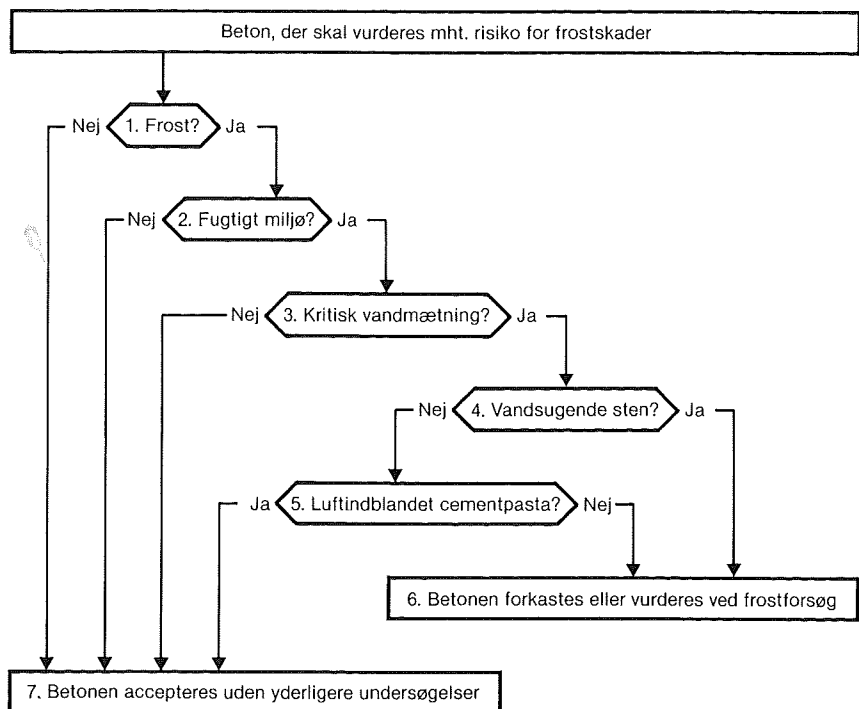 Beton, der skal vurderes mht. risiko for frostskader
Nej
1. Frost?
Ja
Nej
2. Fugtigt miljø?
Ja
Nej
3. Kritisk vandmætning?
Ja
Nej
4. Vandsugende sten?
Ja
Ja
5. Luftindblandet cementpasta?
Nej
6. Betonen forkastes eller vurderes ved frostforsøg
7. Betonen accepteres uden yderligere undersøgelser